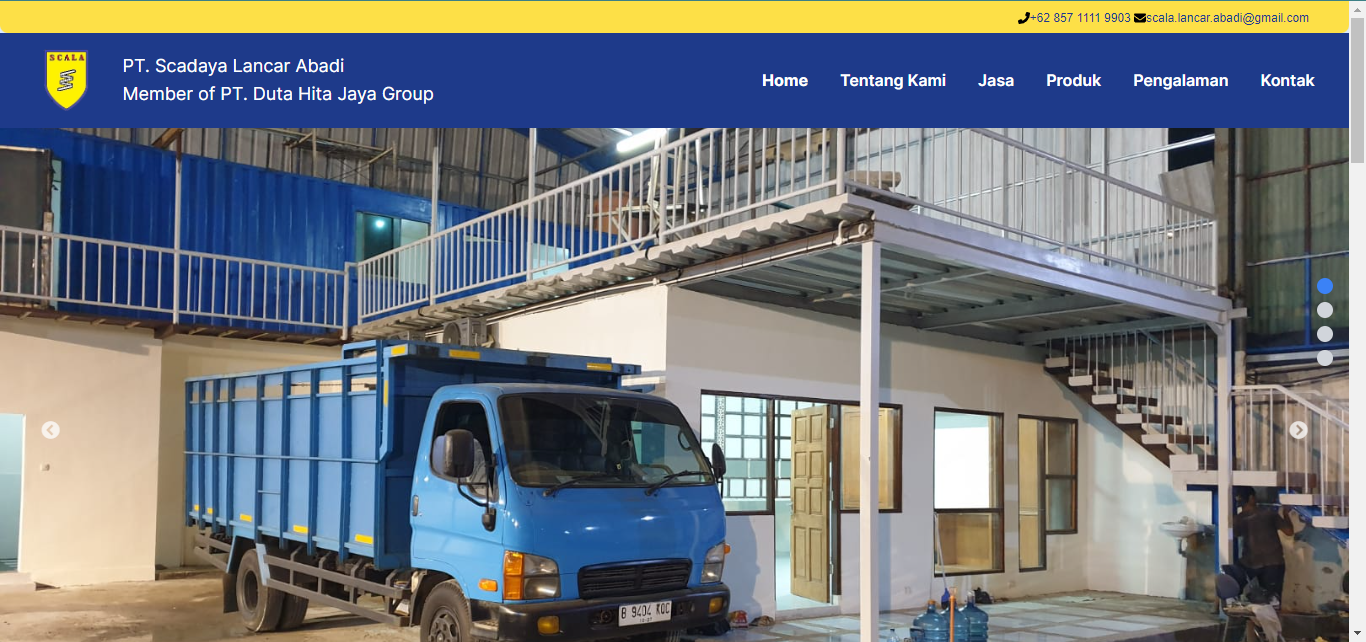 +62 857 1111 9903 scala.lancar.abadi@gmail.com
SCALA
PT. Scadaya Lancar Abadi
Member of PT. Duta Hita Jaya Group
Home Tentang Kami Jasa Produk Pengalaman Kontak
B 9404 KQC